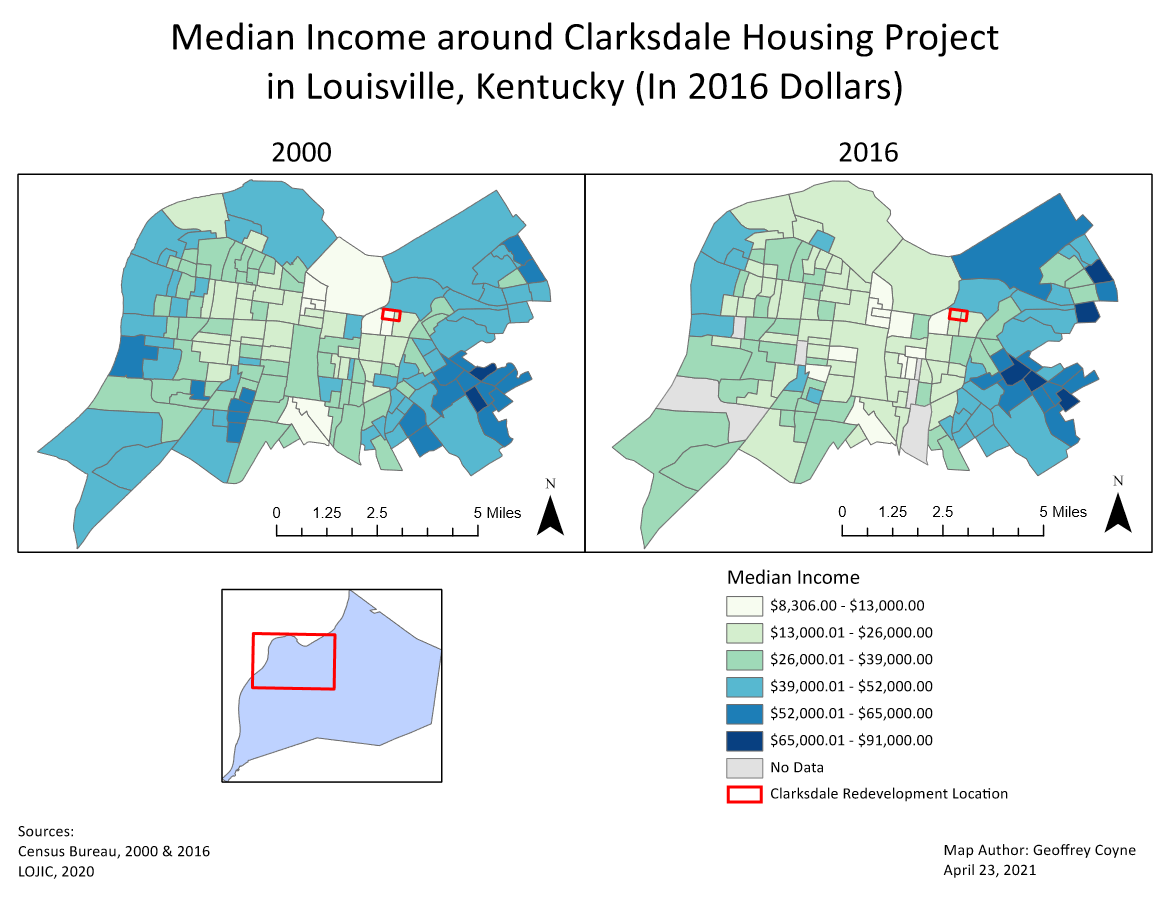 Median Income around Clarksdale Housing Project
in Louisville, Kentucky (In 2016 Dollars)
2000
2016
N
0 1.25 2.5 5 Miles
N
0 1.25 2.5 5 Miles
Median Income
$8,306.00 - $13,000.00
$13,000.01 - $26,000.00
$26,000.01 - $39,000.00
$39,000.01 - $52,000.00
$52,000.01 - $65,000.00
$65,000.01 - $91,000.00
No Data
Clarksdale Redevelopment Location
Sources:
Census Bureau, 2000 & 2016
LOJIC, 2020
Map Author: Geoffrey Coyne
April 23, 2021